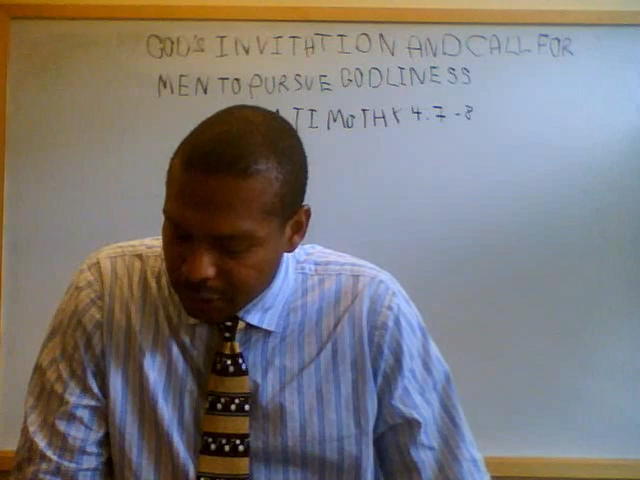 GOD'S INVITATION AND CALL FOR
MEN TO PURSUE GODLINESS
TIMOTHY 4.7-8